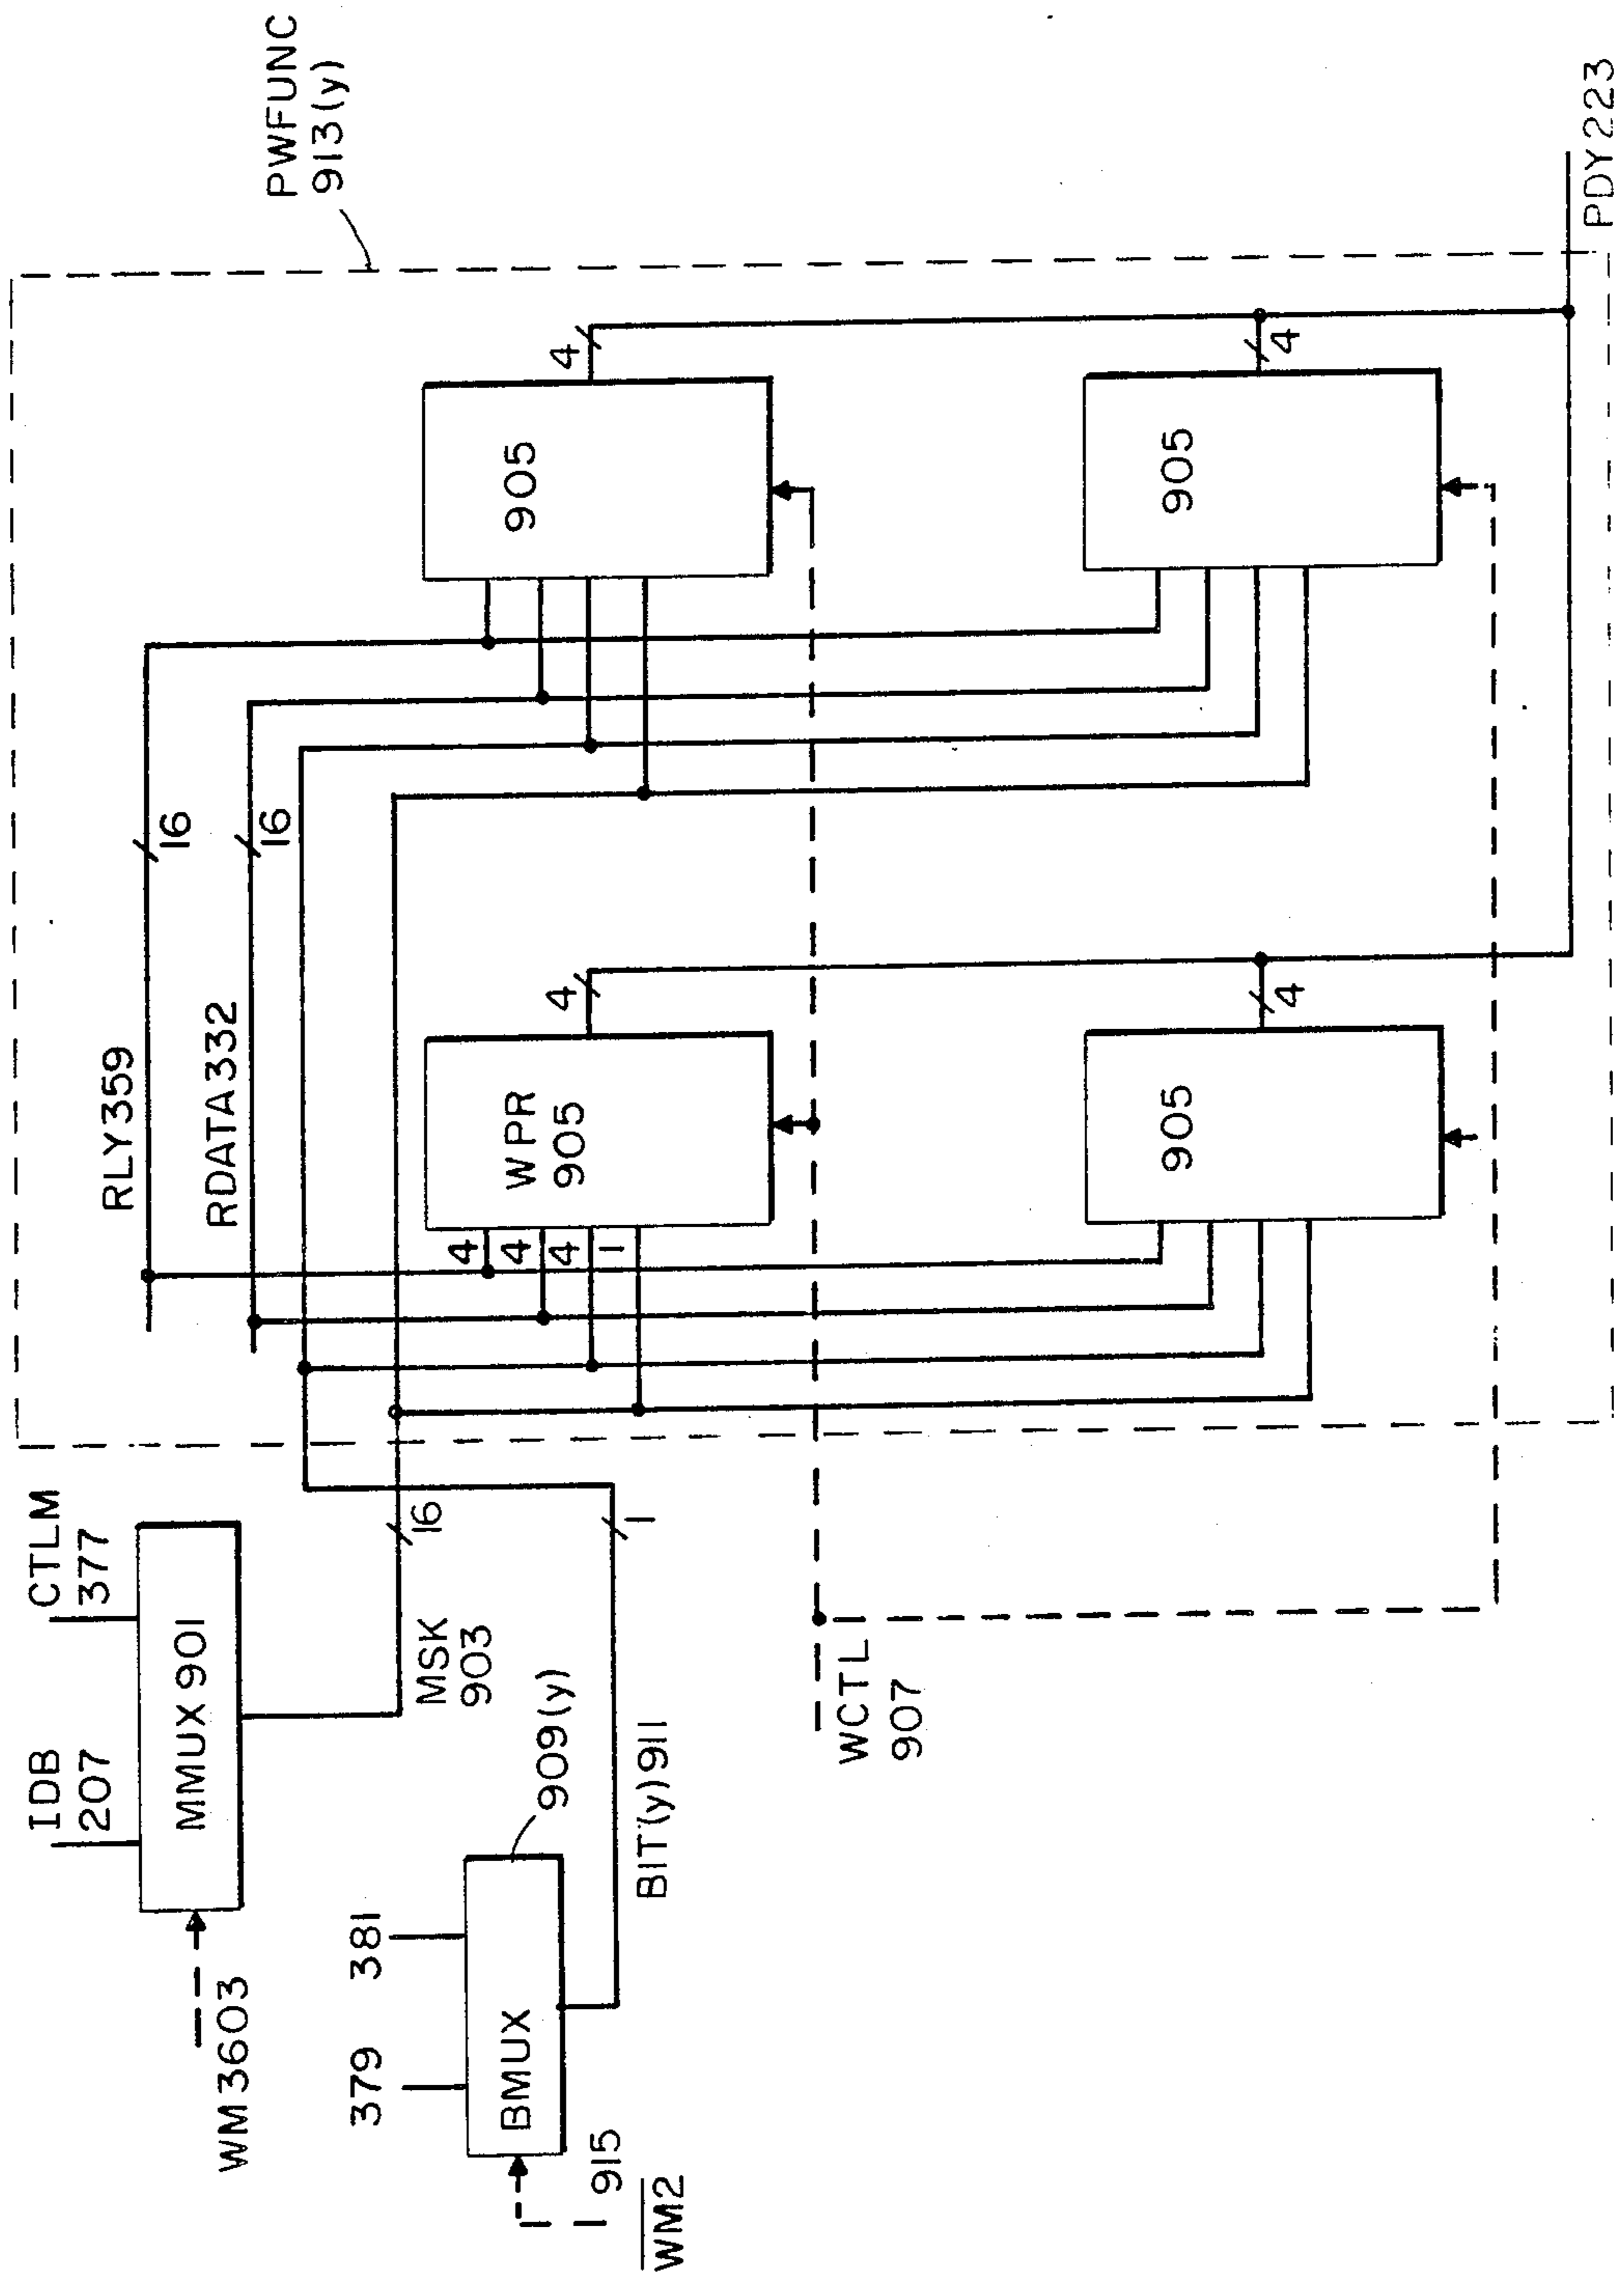 PWFUNC
913(y)
RLY359
16
RDATA332
16
905
4
905
4
WPR
905
4
4
4
4
1
905
4
PDY223
IDB
207
CTLM
377
MMUX901
WM3603
MSK
903
16
379
381
BMUX
909(y)
BIT(y)911
1
915
WM2
WCTL
907